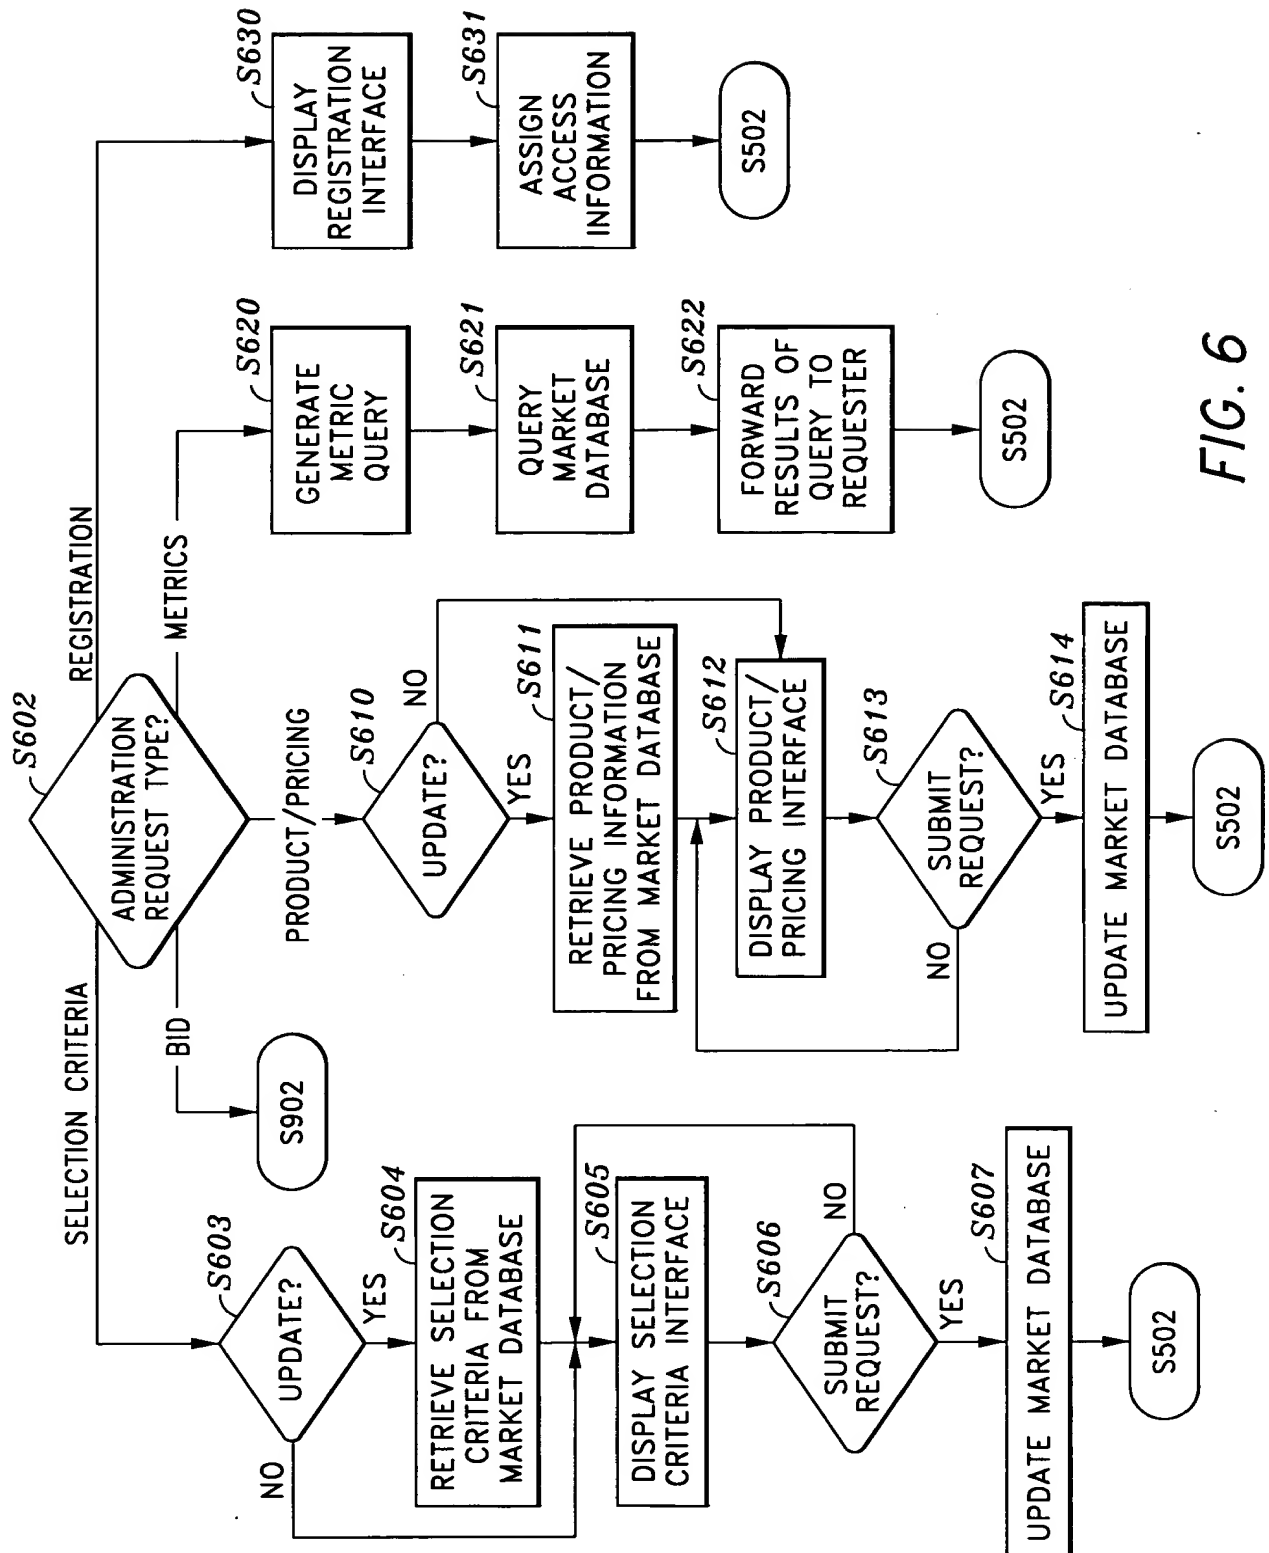 S602
ADMINISTRATION
REQUEST TYPE?
SELECTION CRITERIA
BID
PRODUCT/PRICING
METRICS
REGISTRATION
S902
S603
UPDATE?
NO
YES
S604
RETRIEVE SELECTION
CRITERIA FROM
MARKET DATABASE
S605
DISPLAY SELECTION
CRITERIA INTERFACE
S606
SUBMIT
REQUEST?
NO
YES
S607
UPDATE MARKET DATABASE
S502
S610
UPDATE?
NO
YES
S611
RETRIEVE PRODUCT/
PRICING INFORMATION
FROM MARKET DATABASE
S612
DISPLAY PRODUCT/
PRICING INTERFACE
S613
SUBMIT
REQUEST?
NO
YES
S614
UPDATE MARKET DATABASE
S502
S620
GENERATE
METRIC
QUERY
S621
QUERY
MARKET
DATABASE
S622
FORWARD
RESULTS OF
QUERY TO
REQUESTER
S502
S630
DISPLAY
REGISTRATION
INTERFACE
S631
ASSIGN
ACCESS
INFORMATION
S502
FIG. 6